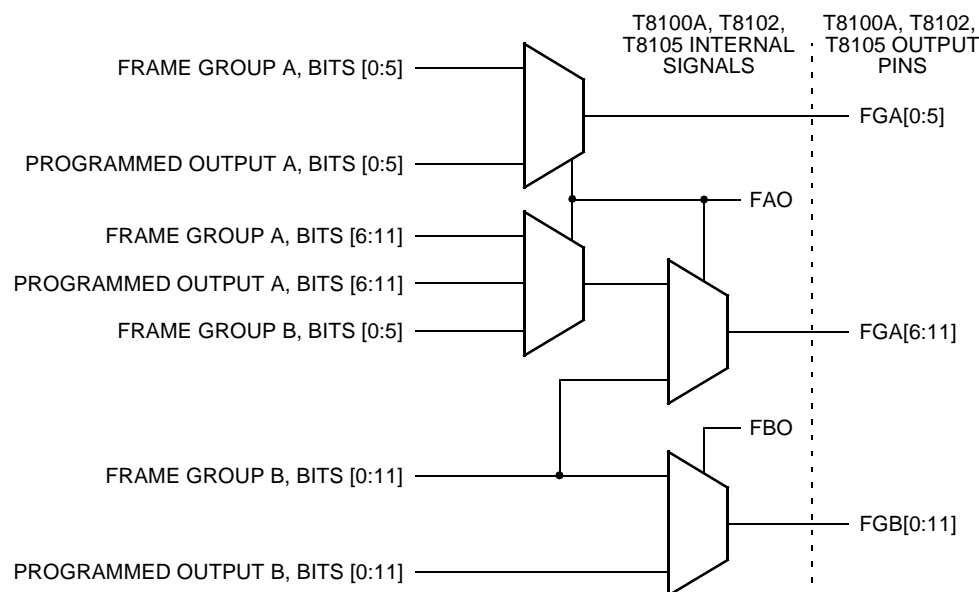 T8100A, T8102,
T8105 INTERNAL
SIGNALS
T8100A, T8102,
T8105 OUTPUT
PINS
FRAME GROUP A, BITS [0:5]
FGA[0:5]
PROGRAMMED OUTPUT A, BITS [0:5]
FAO
FRAME GROUP A, BITS [6:11]
PROGRAMMED OUTPUT A, BITS [6:11]
FRAME GROUP B, BITS [0:5]
FGA[6:11]
FBO
FRAME GROUP B, BITS [0:11]
FGB[0:11]
PROGRAMMED OUTPUT B, BITS [0:11]